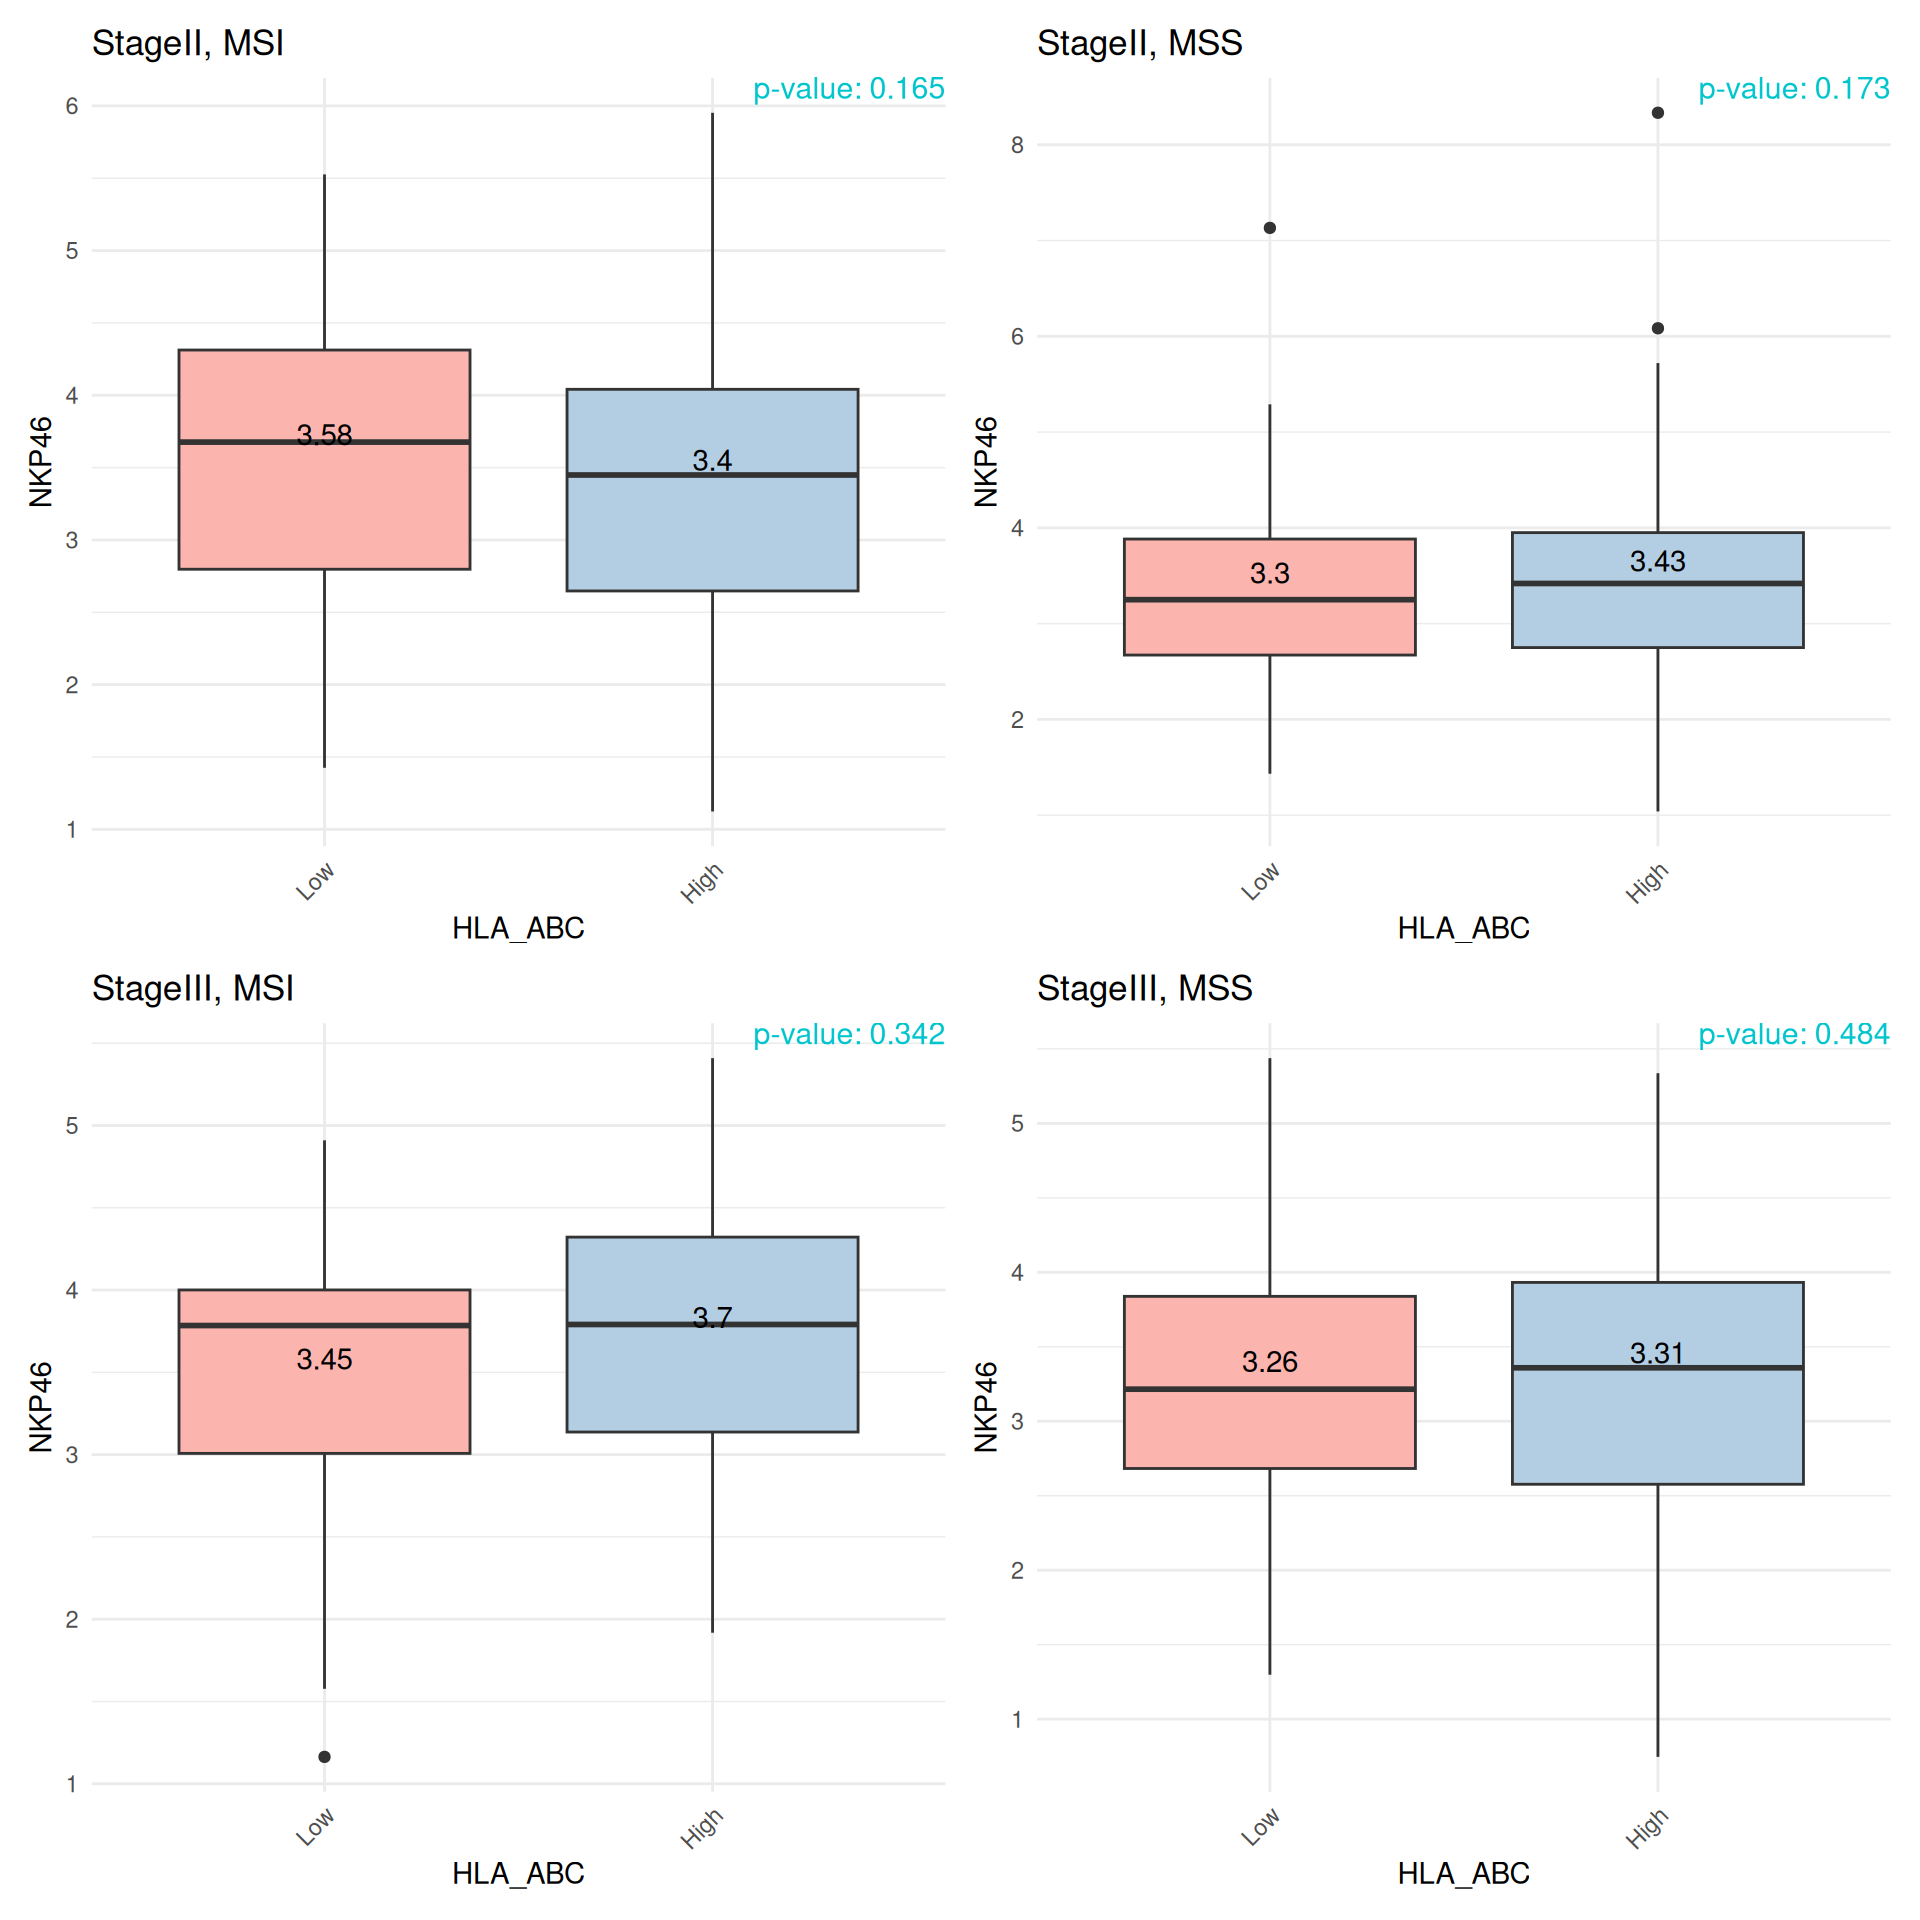 StageII, MSI
p-value: 0.165
6
5
4
3
2
1
NKP46
3.58
3.4
Low
High
HLA_ABC
StageII, MSS
p-value: 0.173
8
6
4
2
NKP46
3.3
3.43
Low
High
HLA_ABC
StageIII, MSI
p-value: 0.342
5
4
3
2
1
NKP46
3.45
3.7
Low
High
HLA_ABC
StageIII, MSS
p-value: 0.484
5
4
3
2
1
NKP46
3.26
3.31
Low
High
HLA_ABC